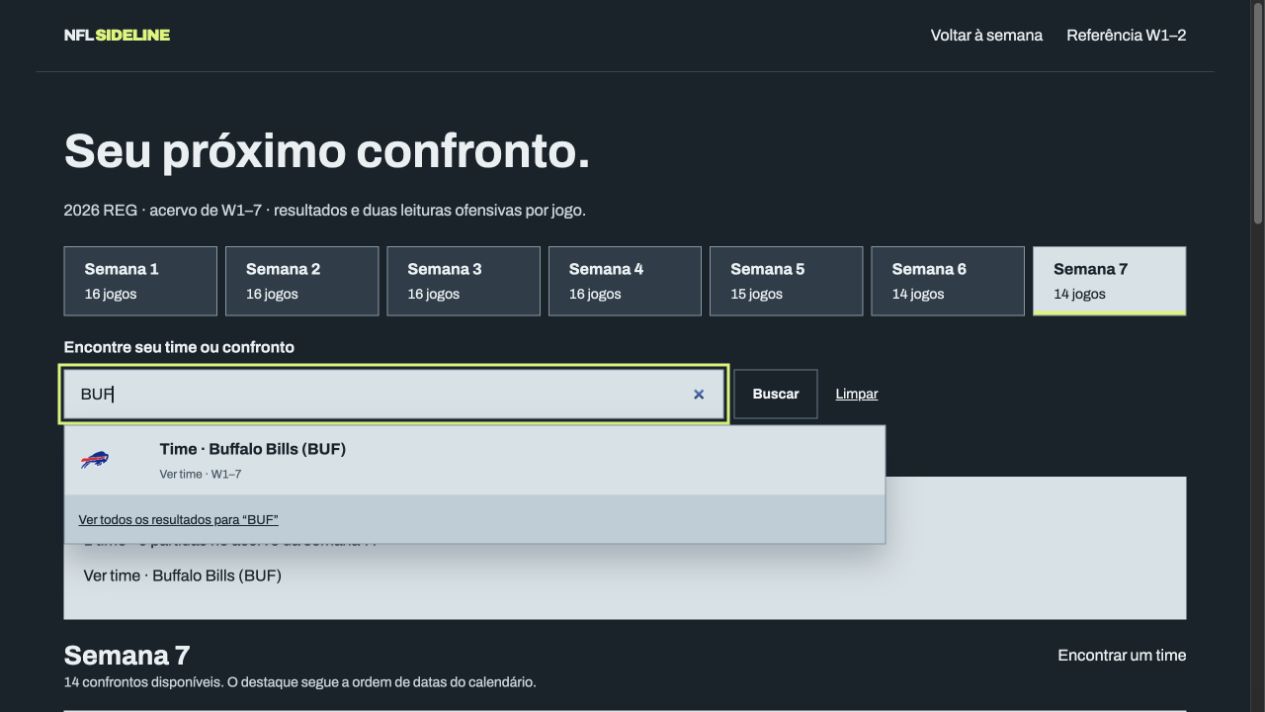 NFLSIDELINE
Voltar à semana
Referência W1–2
Seu próximo confronto.
2026 REG · acervo de W1–7 · resultados e duas leituras ofensivas por jogo.
Semana 1
16 jogos
Semana 2
16 jogos
Semana 3
16 jogos
Semana 4
16 jogos
Semana 5
15 jogos
Semana 6
14 jogos
Semana 7
14 jogos
Encontre seu time ou confronto
BUF
×
Buscar
Limpar
Time · Buffalo Bills (BUF)
Ver time · W1–7
Ver todos os resultados para “BUF”
Ver time · Buffalo Bills (BUF)
Semana 7
Encontrar um time
14 confrontos disponíveis. O destaque segue a ordem de datas do calendário.